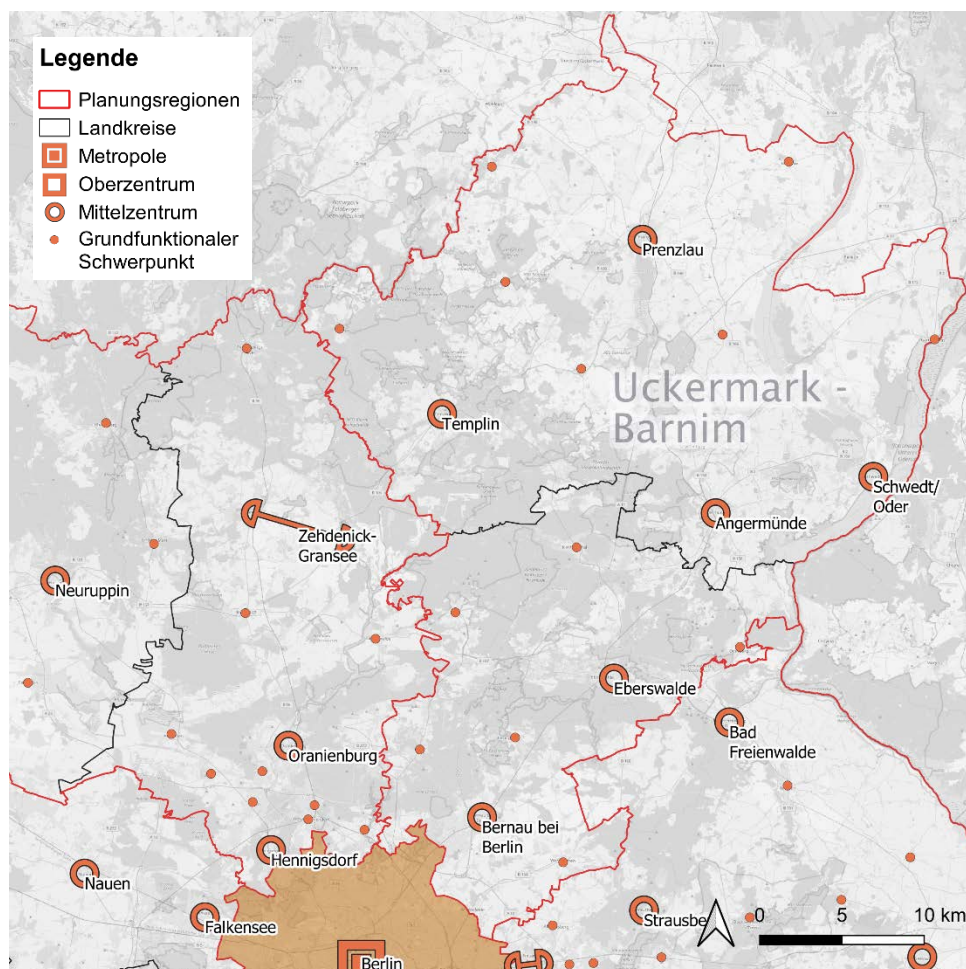 Legende
Planungsregionen
Landkreise
Metropole
Oberzentrum
Mittelzentrum
Grundfunktionaler
Schwerpunkt
Prenzlau
Uckermark -
Barnim
Templin
Schwedt/
Oder
Angermünde
Zehdenick-
Gransee
Neuruppin
Eberswalde
Bad
Freienwalde
Oranienburg
Bernau bei
Berlin
Hennigsdorf
Nauen
Falkensee
Strausbe
0 5 10 km
Berlin